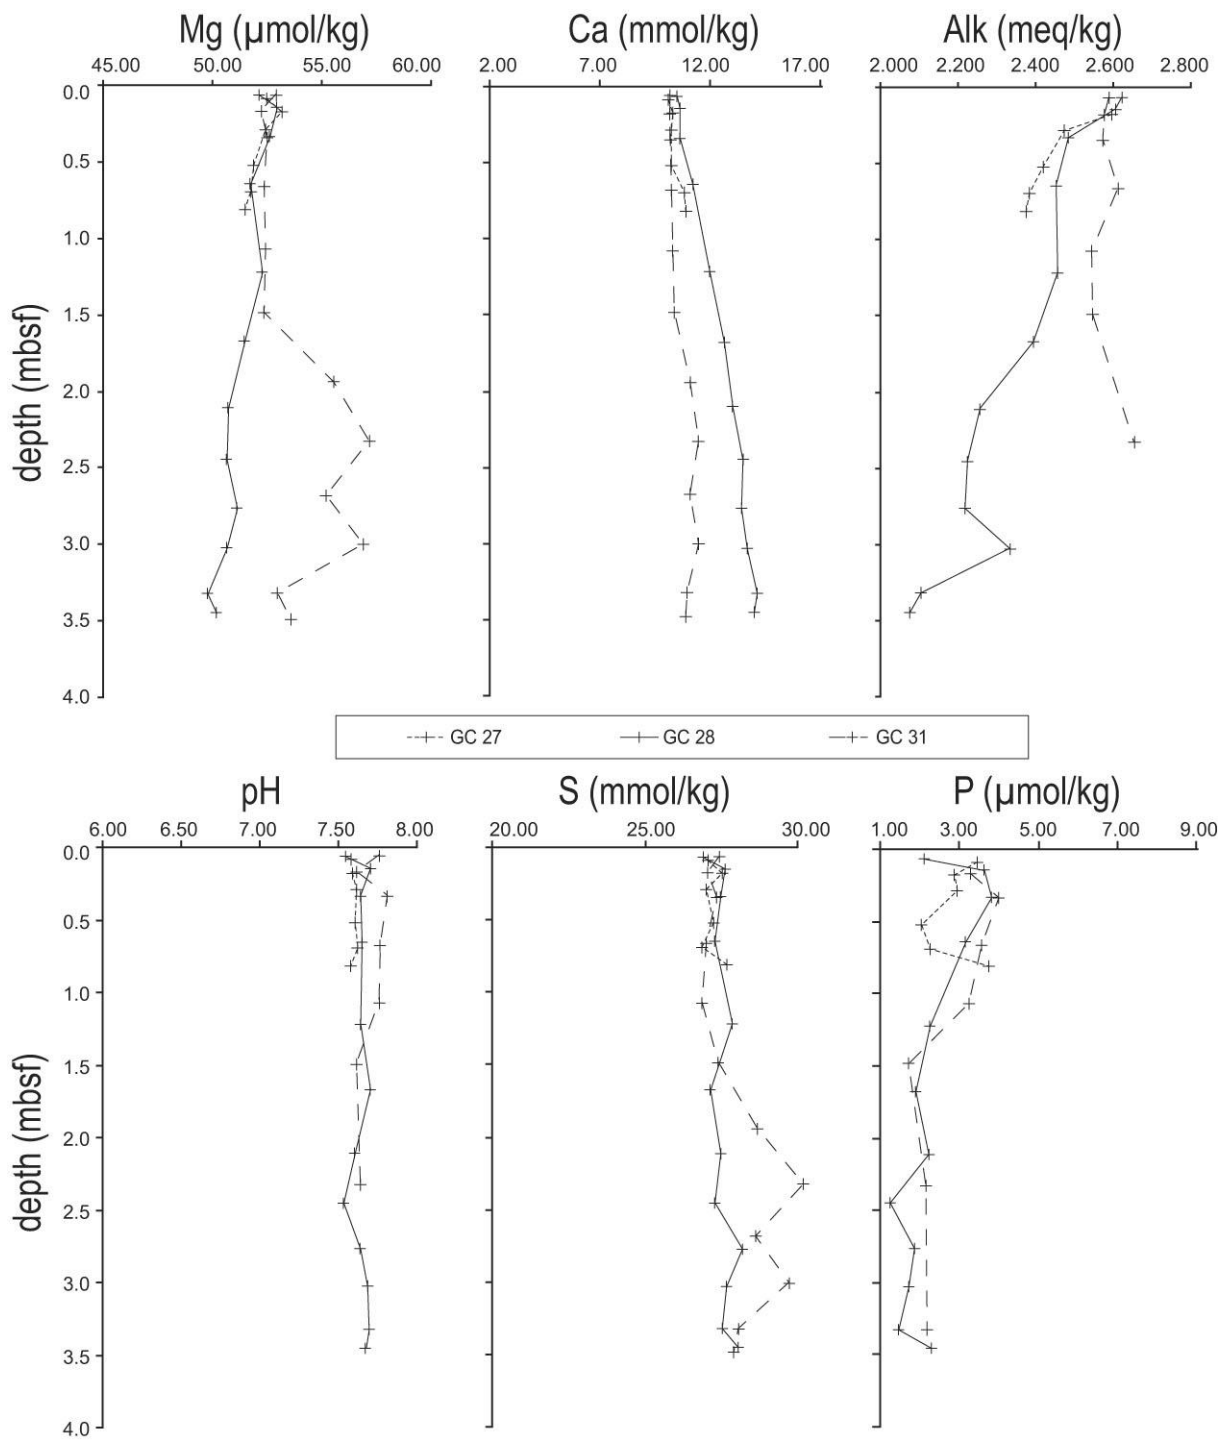 Mg (µmol/kg) Ca (mmol/kg) Alk (meq/kg)
45.00 50.00 55.00 60.00 2.00 7.00 12.00 17.00 2.000 2.200 2.400 2.600 2.800
0.0
0.5
1.0
1.5
2.0
2.5
3.0
3.5
4.0
depth (mbsf)
GC 27 GC 28 GC 31
pH S (mmol/kg) P (µmol/kg)
6.00 6.50 7.00 7.50 8.00 20.00 25.00 30.00 1.00 3.00 5.00 7.00 9.00
0.0
0.5
1.0
1.5
2.0
2.5
3.0
3.5
4.0
depth (mbsf)